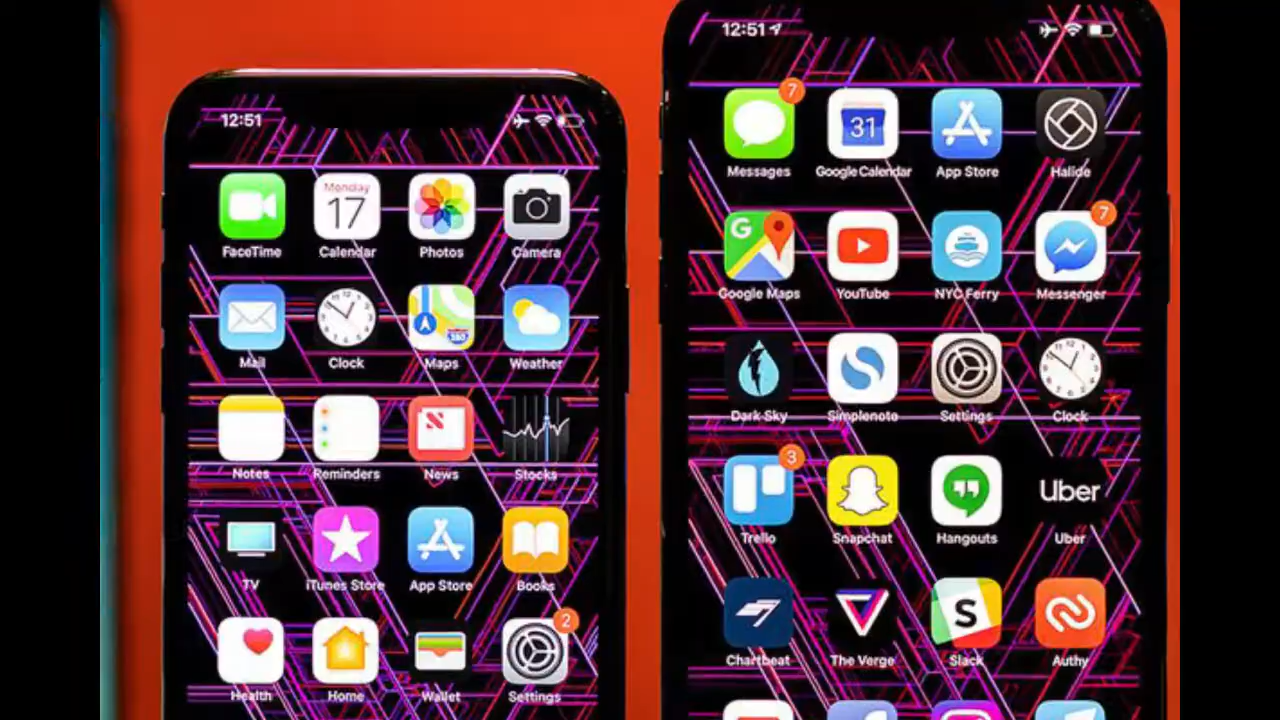 12:51
FaceTime
Monday
17
Calendar
Photos
Camera
Mail
Clock
280
Maps
Weather
Notes
Reminders
News
Stocks
TV
iTunes Store
App Store
Books
2
Health
Home
Wallet
Settings
12:51
7
Messages
31
Google Calendar
App Store
Halide
G
Google Maps
YouTube
NYC Ferry
7
Messenger
Dark Sky
Simplenote
Settings
Clock
3
Trello
Snapchat
Hangouts
Uber
Uber
Chartbeat
The Verge
S
Slack
Authy